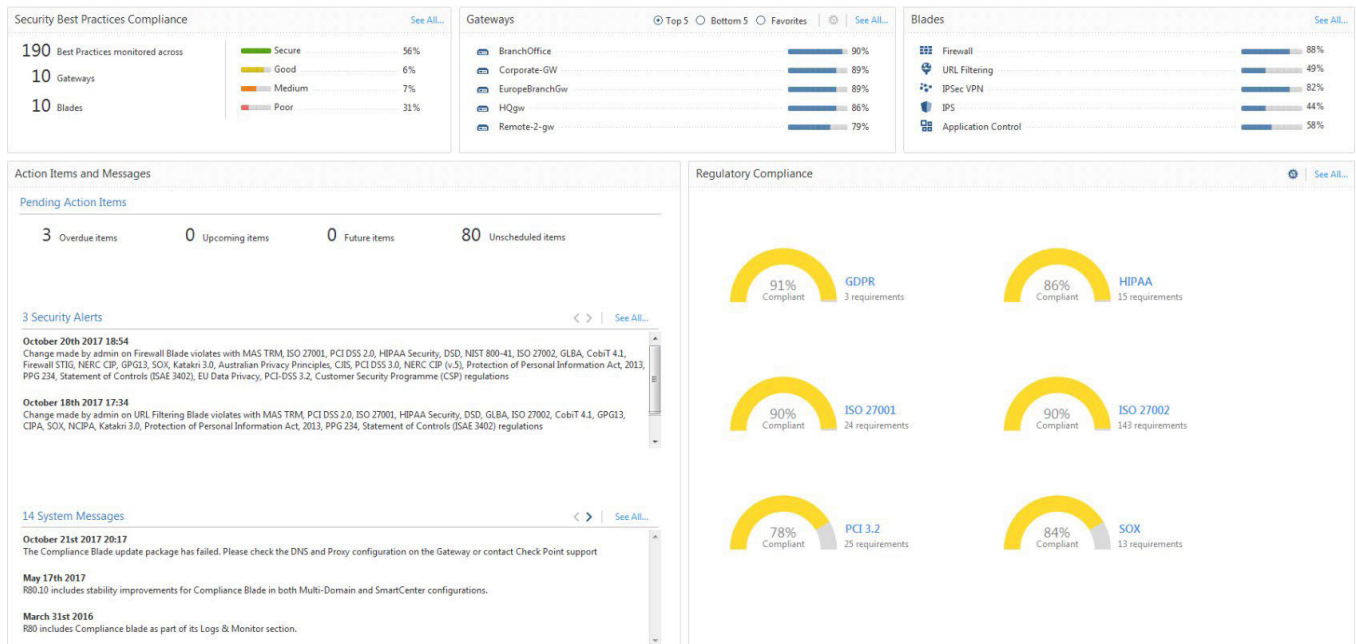 Security Best Practices Compliance See All...
190 Best Practices monitored across
10 Gateways
10 Blades
Secure 56%
Good 6%
Medium 7%
Poor 31%
Gateways Top 5 Bottom 5 Favorites See All...
BranchOffice 90%
Corporate-GW 89%
EuropeBranchGw 89%
HQgw 86%
Remote-2-gw 79%
Blades See All...
Firewall 88%
URL Filtering 49%
IPSec VPN 82%
IPS 44%
Application Control 58%
Action Items and Messages
Pending Action Items
3 Overdue items 0 Upcoming items 0 Future items 80 Unscheduled items
3 Security Alerts See All...
October 20th 2017 18:54
Change made by admin on Firewall Blade violates with MAS TRM, ISO 27001, PCI DSS 2.0, HIPAA Security, DSD, NIST 800-41, ISO 27002, GLBA, CobiT 4.1,
Firewall STIG, NERC CIP, GPG13, SOX, Katakri 3.0, Australian Privacy Principles, CJIS, PCI DSS 3.0, NERC CIP (v.5), Protection of Personal Information Act, 2013,
PPG 234, Statement of Controls (ISAE 3402), EU Data Privacy, PCI-DSS 3.2, Customer Security Programme (CSP) regulations
October 18th 2017 17:34
Change made by admin on URL Filtering Blade violates with MAS TRM, PCI DSS 2.0, ISO 27001, HIPAA Security, DSD, GLBA, ISO 27002, CobiT 4.1, GPG13,
CIPA, SOX, NCIPA, Katakri 3.0, Protection of Personal Information Act, 2013, PPG 234, Statement of Controls (ISAE 3402) regulations
14 System Messages See All...
October 21st 2017 20:17
The Compliance Blade update package has failed. Please check the DNS and Proxy configuration on the Gateway or contact Check Point support
May 17th 2017
R80.10 includes stability improvements for Compliance Blade in both Multi-Domain and SmartCenter configurations.
March 31st 2016
R80 includes Compliance blade as part of its Logs & Monitor section.
Regulatory Compliance See All...
91% Compliant
GDPR
3 requirements
86% Compliant
HIPAA
15 requirements
90% Compliant
ISO 27001
24 requirements
90% Compliant
ISO 27002
143 requirements
78% Compliant
PCI 3.2
25 requirements
84% Compliant
SOX
13 requirements